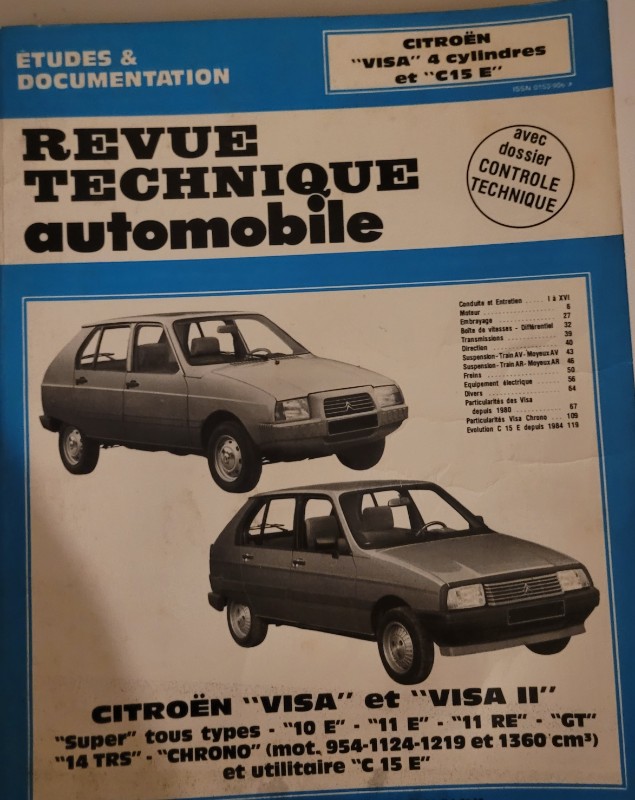 ÉTUDES &
DOCUMENTATION
CITROËN
"VISA" 4 cylindres
et "C15 E"
REVUE
TECHNIQUE
automobile
avec
dossier
CONTROLE
TECHNIQUE
Conduite et Entretien ..... I à XVI
Moteur ..... 6
Embrayage ..... 27
Boîte de vitesses - Différentiel 32
Transmissions ..... 39
Direction ..... 40
Suspension-Train AV-Moyeux AV 43
Suspension-Train AR-Moyeux AR 46
Freins ..... 50
Equipement électrique ..... 56
Divers ..... 64
Particularités des Visa
depuis 1980 ..... 67
Particularités Visa Chrono ... 109
Evolution C 15 E depuis 1984 119
CITROËN "VISA" et "VISA II"
"Super" tous types - "10 E" - "11 E" - "11 RE" - "GT"
"14 TRS" - "CHRONO" (mot. 954-1124-1219 et 1360 cm³)
et utilitaire "C 15 E"